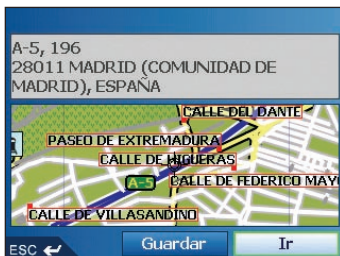 A-5, 196
28011 MADRID (COMUNIDAD DE
MADRID), ESPAÑA
CALLE DEL DANTE
PASEO DE EXTREMADURA
CALLE DE HIGUERAS
A-5
CALLE DE FEDERICO MAY
CALLE DE VILLASANDINO
ESC
Guardar
Ir